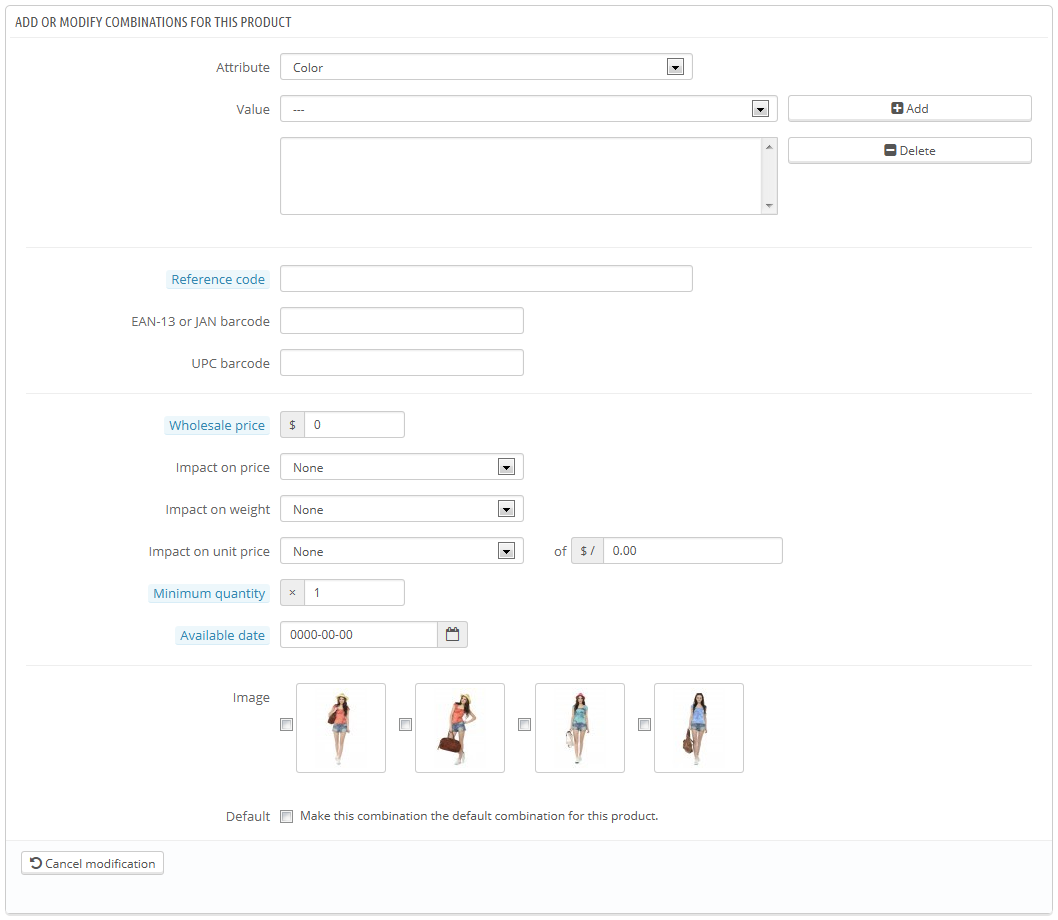 ADD OR MODIFY COMBINATIONS FOR THIS PRODUCT
Attribute Color
Value --- Add
Delete
Reference code
EAN-13 or JAN barcode
UPC barcode
Wholesale price $ 0
Impact on price None
Impact on weight None
Impact on unit price None of $ / 0.00
Minimum quantity × 1
Available date 0000-00-00
Image
Default Make this combination the default combination for this product.
Cancel modification